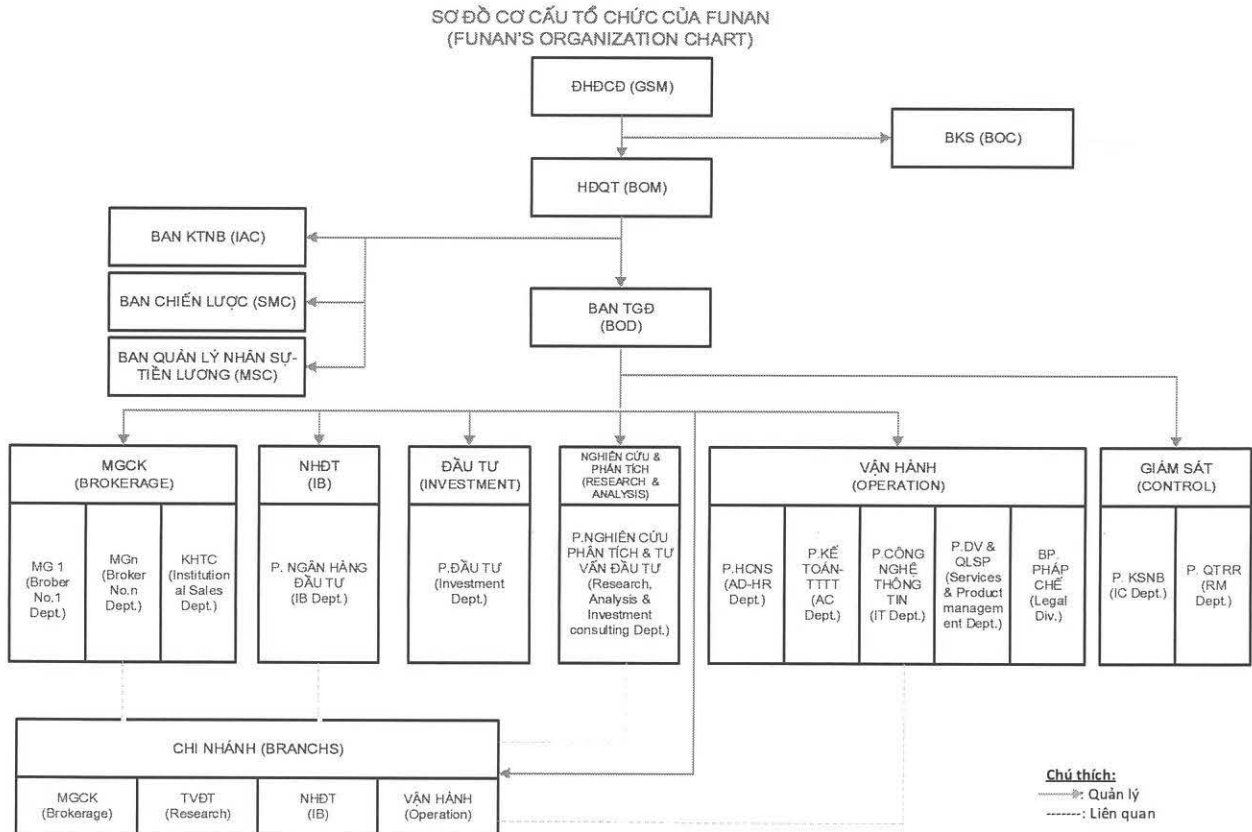 SƠ ĐỒ CƠ CẤU TỔ CHỨC CỦA FUNAN
(FUNAN'S ORGANIZATION CHART)
ĐHĐCĐ (GSM)
BKS (BOC)
HĐQT (BOM)
BAN KTNB (IAC)
BAN CHIẾN LƯỢC (SMC)
BAN TGĐ
(BOD)
BAN QUẢN LÝ NHÂN SỰ-
TIỀN LƯƠNG (MSC)
MGCK
(BROKERAGE)
MG 1
(Brober
No.1
Dept.)
MGn
(Broker
No.n
Dept.)
KHTC
(Institution
al Sales
Dept.)
NHĐT
(IB)
P. NGÂN HÀNG
ĐẦU TƯ
(IB Dept.)
ĐẦU TƯ
(INVESTMENT)
P.ĐẦU TƯ
(Investment
Dept.)
NGHIÊN CỨU &
PHÂN TÍCH
(RESEARCH &
ANALYSIS)
P.NGHIÊN CỨU
PHÂN TÍCH & TƯ
VẤN ĐẦU TƯ
(Research,
Analysis &
Investment
consulting Dept.)
VẬN HÀNH
(OPERATION)
P.HCNS
(AD-HR
Dept.)
P.KẾ
TOÁN-
TTTT
(AC
Dept.)
P.CÔNG
NGHỆ
THÔNG
TIN
(IT Dept.)
P.DV &
QLSP
(Services
& Product
managem
ent Dept.)
BP.
PHÁP
CHẾ
(Legal
Div.)
GIÁM SÁT
(CONTROL)
P. KSNB
(IC Dept.)
P. QTRR
(RM
Dept.)
CHI NHÁNH (BRANCHS)
MGCK
(Brokerage)
TVĐT
(Research)
NHĐT
(IB)
VẬN HÀNH
(Operation)
Chú thích:
: Quản lý
: Liên quan